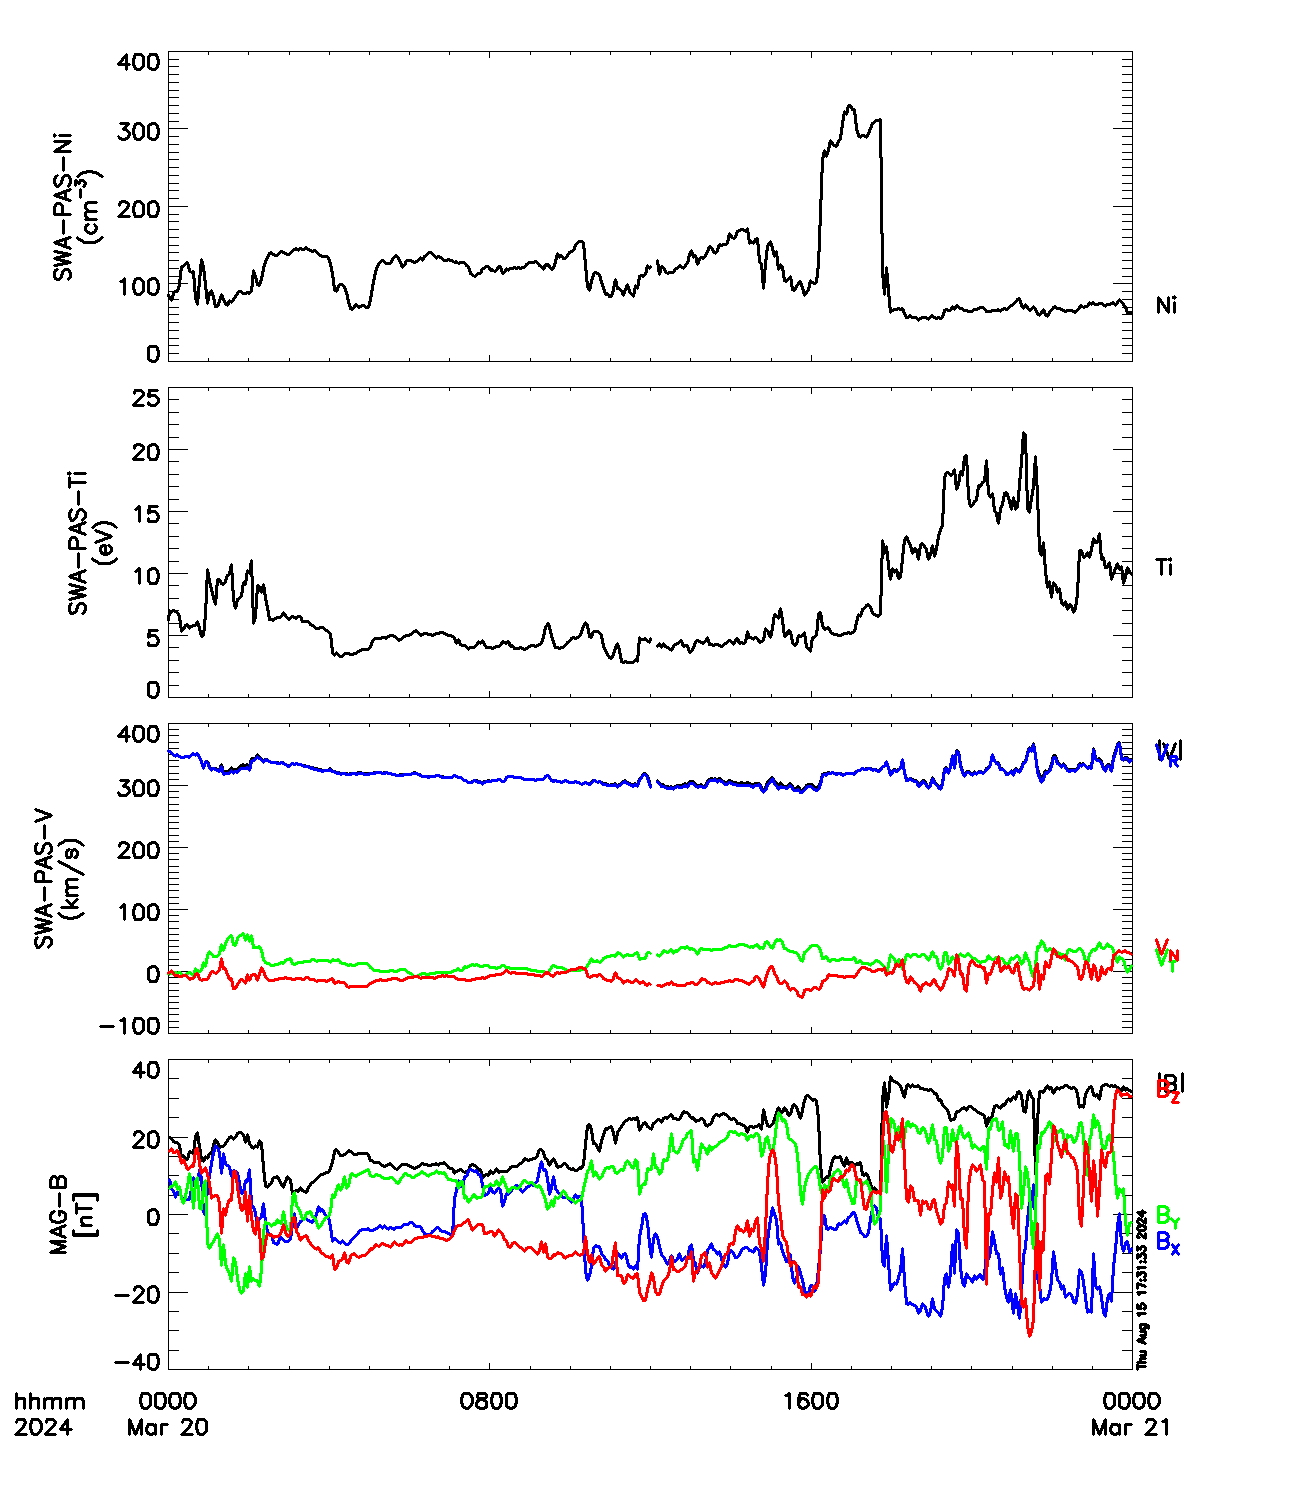 400
300
200
100
0
SWA-PAS-Ni
(cm⁻³)
Ni
25
20
15
10
5
0
SWA-PAS-Ti
(eV)
Ti
400
300
200
100
0
-100
SWA-PAS-V
(km/s)
|V|
V_R
V_N
V_T
40
20
0
-20
-40
MAG-B
[nT]
|B|
B_Z
B_Y
B_X
Thu Aug 15 17:31:33 2024
hhmm 0000 0800 1600 0000
2024 Mar 20 Mar 21